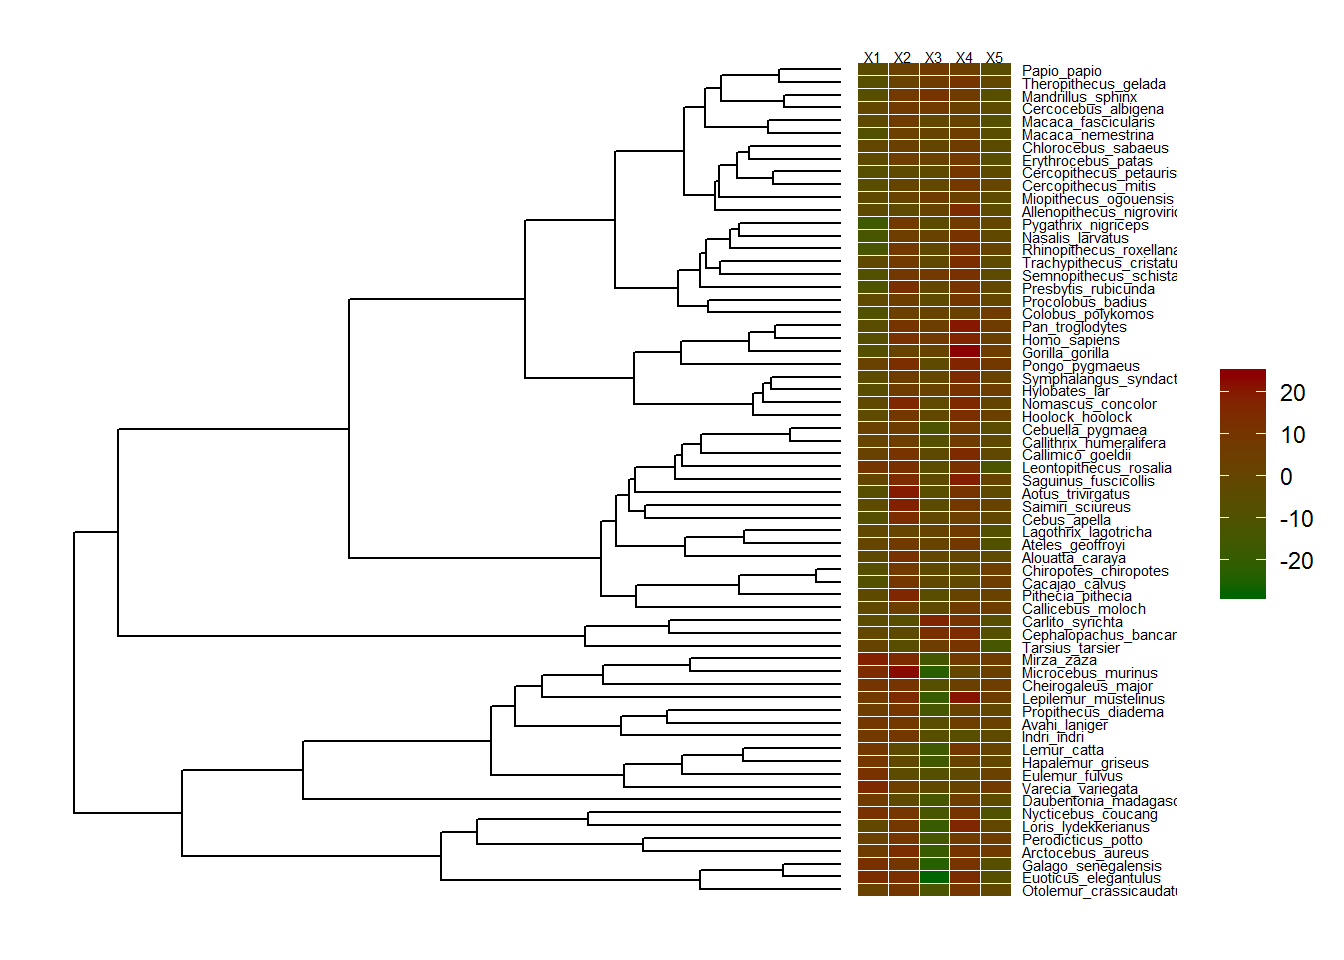 X1 X2 X3 X4 X5
Papio_papio
Theropithecus_gelada
Mandrillus_sphinx
Cercocebus_albigena
Macaca_fascicularis
Macaca_nemestrina
Chlorocebus_sabaeus
Erythrocebus_patas
Cercopithecus_petauris
Cercopithecus_mitis
Miopithecus_ogouensis
Allenopithecus_nigroviric
Pygathrix_nigriceps
Nasalis_larvatus
Rhinopithecus_roxellana
Trachypithecus_cristatu
Semnopithecus_schista
Presbytis_rubicunda
Procolobus_badius
Colobus_polykomos
Pan_troglodytes
Homo_sapiens
Gorilla_gorilla
Pongo_pygmaeus
Symphalangus_syndact
Hylobates_lar
Nomascus_concolor
Hoolock_hoolock
Cebuella_pygmaea
Callithrix_humeralifera
Callimico_goeldii
Leontopithecus_rosalia
Saguinus_fuscicollis
Aotus_trivirgatus
Saimiri_sciureus
Cebus_apella
Lagothrix_lagotricha
Ateles_geoffroyi
Alouatta_caraya
Chiropotes_chiropotes
Cacajao_calvus
Pithecia_pithecia
Callicebus_moloch
Carlito_syrichta
Cephalopachus_bancar
Tarsius_tarsier
Mirza_zaza
Microcebus_murinus
Cheirogaleus_major
Lepilemur_mustelinus
Propithecus_diadema
Avahi_laniger
Indri_indri
Lemur_catta
Hapalemur_griseus
Eulemur_fulvus
Varecia_variegata
Daubentonia_madagasc
Nycticebus_coucang
Loris_lydekkerianus
Perodicticus_potto
Arctocebus_aureus
Galago_senegalensis
Euoticus_elegantulus
Otolemur_crassicaudatu
20
10
0
-10
-20